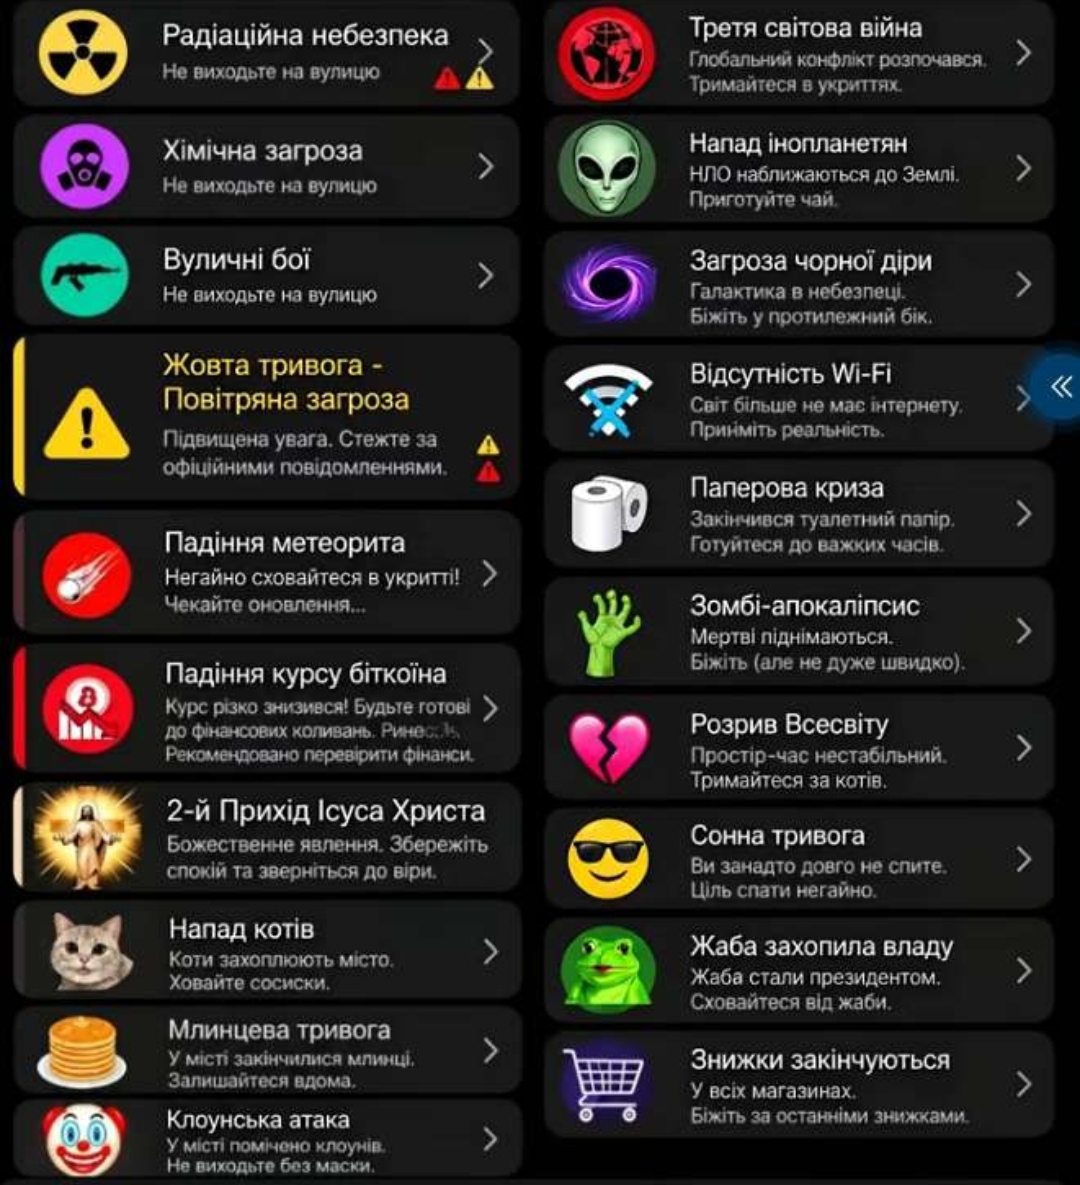 Радіаційна небезпека
Не виходьте на вулицю
Хімічна загроза
Не виходьте на вулицю
Вуличні бої
Не виходьте на вулицю
Жовта тривога -
Повітряна загроза
Підвищена увага. Стежте за
офіційними повідомленнями.
Падіння метеорита
Негайно сховайтеся в укритті!
Чекайте оновлення...
Падіння курсу біткоїна
Курс різко знизився! Будьте готові
до фінансових коливань.
Рекомендовано перевірити фінанси.
2-й Прихід Ісуса Христа
Божественне явлення. Збережіть
спокій та зверніться до віри.
Напад котів
Коти захоплюють місто.
Ховайте сосиски.
Млинцева тривога
У місті закінчилися млинці.
Залишайтеся вдома.
Клоунська атака
У місті помічено клоунів.
Не виходьте без маски.
Третя світова війна
Глобальний конфлікт розпочався.
Тримайтеся в укриттях.
Напад інопланетян
НЛО наближаються до Землі.
Приготуйте чай.
Загроза чорної діри
Галактика в небезпеці.
Біжіть у протилежний бік.
Відсутність Wi-Fi
Світ більше не має інтернету.
Прийміть реальність.
Паперова криза
Закінчився туалетний папір.
Готуйтеся до важких часів.
Зомбі-апокаліпсис
Мертві піднімаються.
Біжіть (але не дуже швидко).
Розрив Всесвіту
Простір-час нестабільний.
Тримайтеся за котів.
Сонна тривога
Ви занадто довго не спите.
Ціль спати негайно.
Жаба захопила владу
Жаба стали президентом.
Сховайтеся від жаби.
Знижки закінчуються
У всіх магазинах.
Біжіть за останніми знижками.